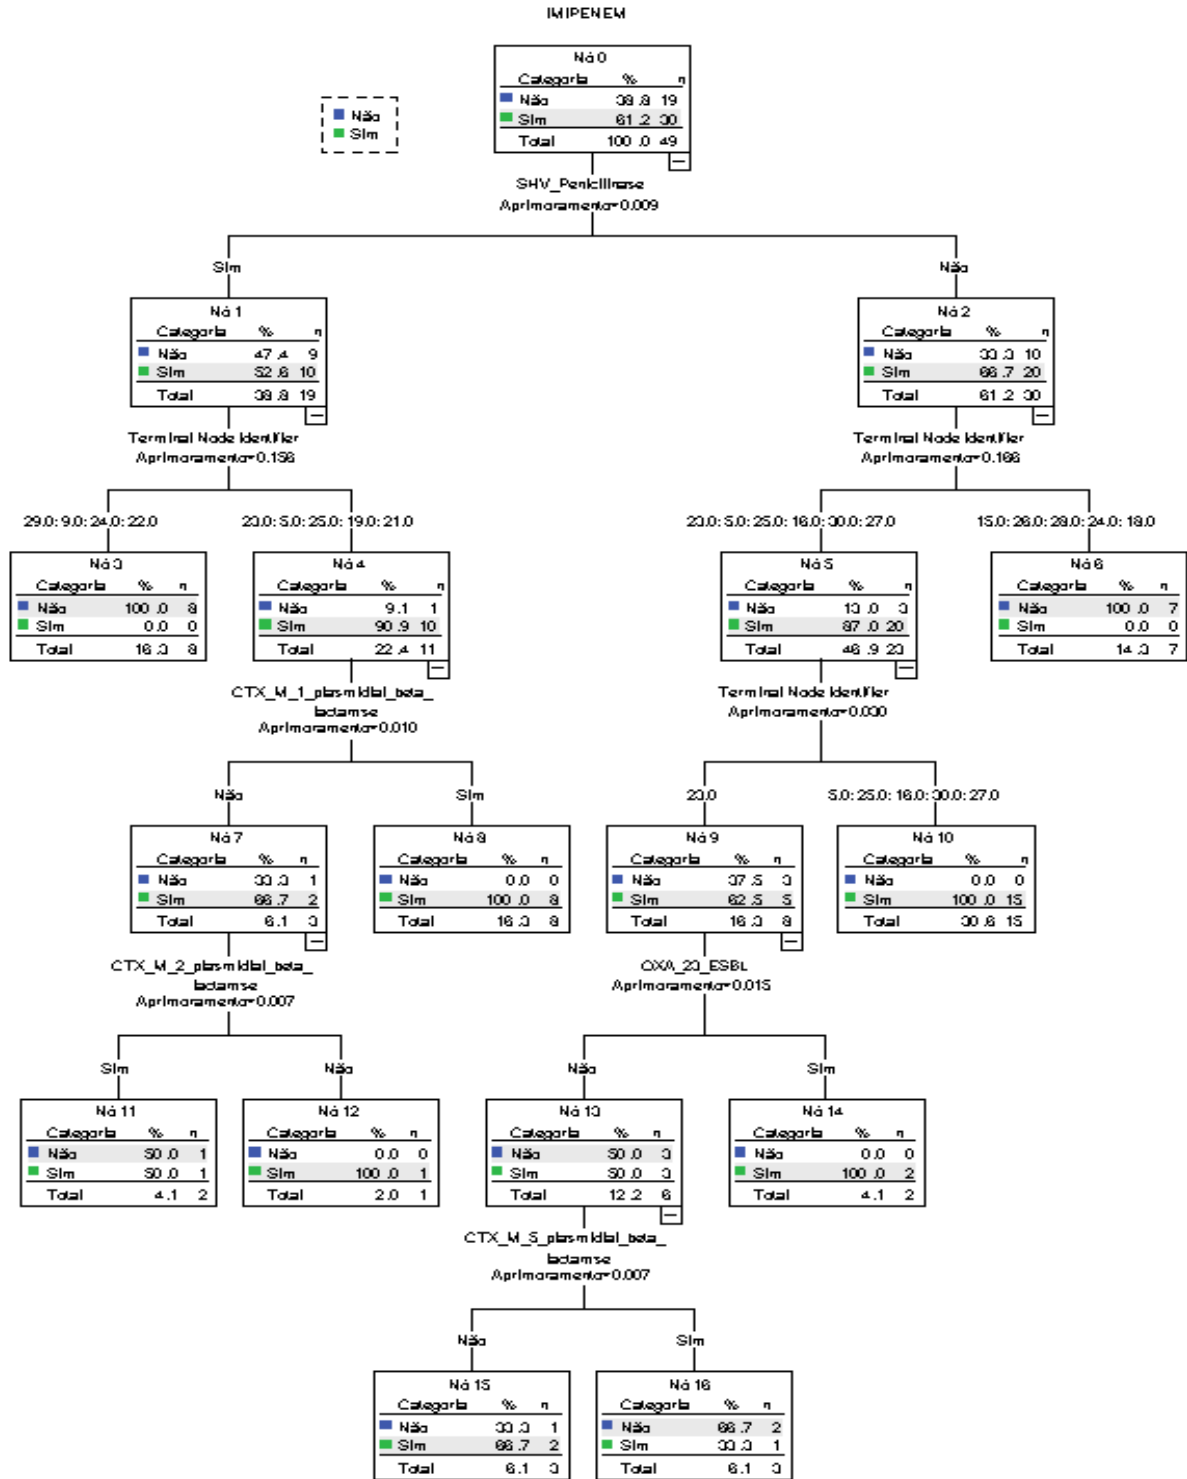 IMIPENEM
Não
Sim
Nó 0
Categoria % n
Não 38.8 19
Sim 61.2 30
Total 100.0 49
SHV_Penicilinase
Aprimoramento=0.009
Sim
Não
Nó 1
Categoria % n
Não 47.4 9
Sim 52.6 10
Total 38.8 19
Nó 2
Categoria % n
Não 33.3 10
Sim 66.7 20
Total 61.2 30
Terminal Node Identifier
Aprimoramento=0.156
Terminal Node Identifier
Aprimoramento=0.166
29.0; 9.0; 24.0; 22.0
23.0; 5.0; 25.0; 19.0; 21.0
23.0; 5.0; 25.0; 16.0; 30.0; 27.0
15.0; 26.0; 28.0; 24.0; 18.0
Nó 3
Categoria % n
Não 100.0 8
Sim 0.0 0
Total 16.3 8
Nó 4
Categoria % n
Não 9.1 1
Sim 90.9 10
Total 22.4 11
Nó 5
Categoria % n
Não 13.0 3
Sim 87.0 20
Total 46.9 23
Nó 6
Categoria % n
Não 100.0 7
Sim 0.0 0
Total 14.3 7
CTX_M_1_plasmidial_beta_
lactamse
Aprimoramento=0.010
Terminal Node Identifier
Aprimoramento=0.030
Não
Sim
23.0
5.0; 25.0; 16.0; 30.0; 27.0
Nó 7
Categoria % n
Não 33.3 1
Sim 66.7 2
Total 6.1 3
Nó 8
Categoria % n
Não 0.0 0
Sim 100.0 8
Total 16.3 8
Nó 9
Categoria % n
Não 37.5 3
Sim 62.5 5
Total 16.3 8
Nó 10
Categoria % n
Não 0.0 0
Sim 100.0 15
Total 30.6 15
CTX_M_2_plasmidial_beta_
lactamse
Aprimoramento=0.007
OXA_23_ESBL
Aprimoramento=0.015
Sim
Não
Não
Sim
Nó 11
Categoria % n
Não 50.0 1
Sim 50.0 1
Total 4.1 2
Nó 12
Categoria % n
Não 0.0 0
Sim 100.0 1
Total 2.0 1
Nó 13
Categoria % n
Não 50.0 3
Sim 50.0 3
Total 12.2 6
Nó 14
Categoria % n
Não 0.0 0
Sim 100.0 2
Total 4.1 2
CTX_M_5_plasmidial_beta_
lactamse
Aprimoramento=0.007
Não
Sim
Nó 15
Categoria % n
Não 33.3 1
Sim 66.7 2
Total 6.1 3
Nó 16
Categoria % n
Não 66.7 2
Sim 33.3 1
Total 6.1 3